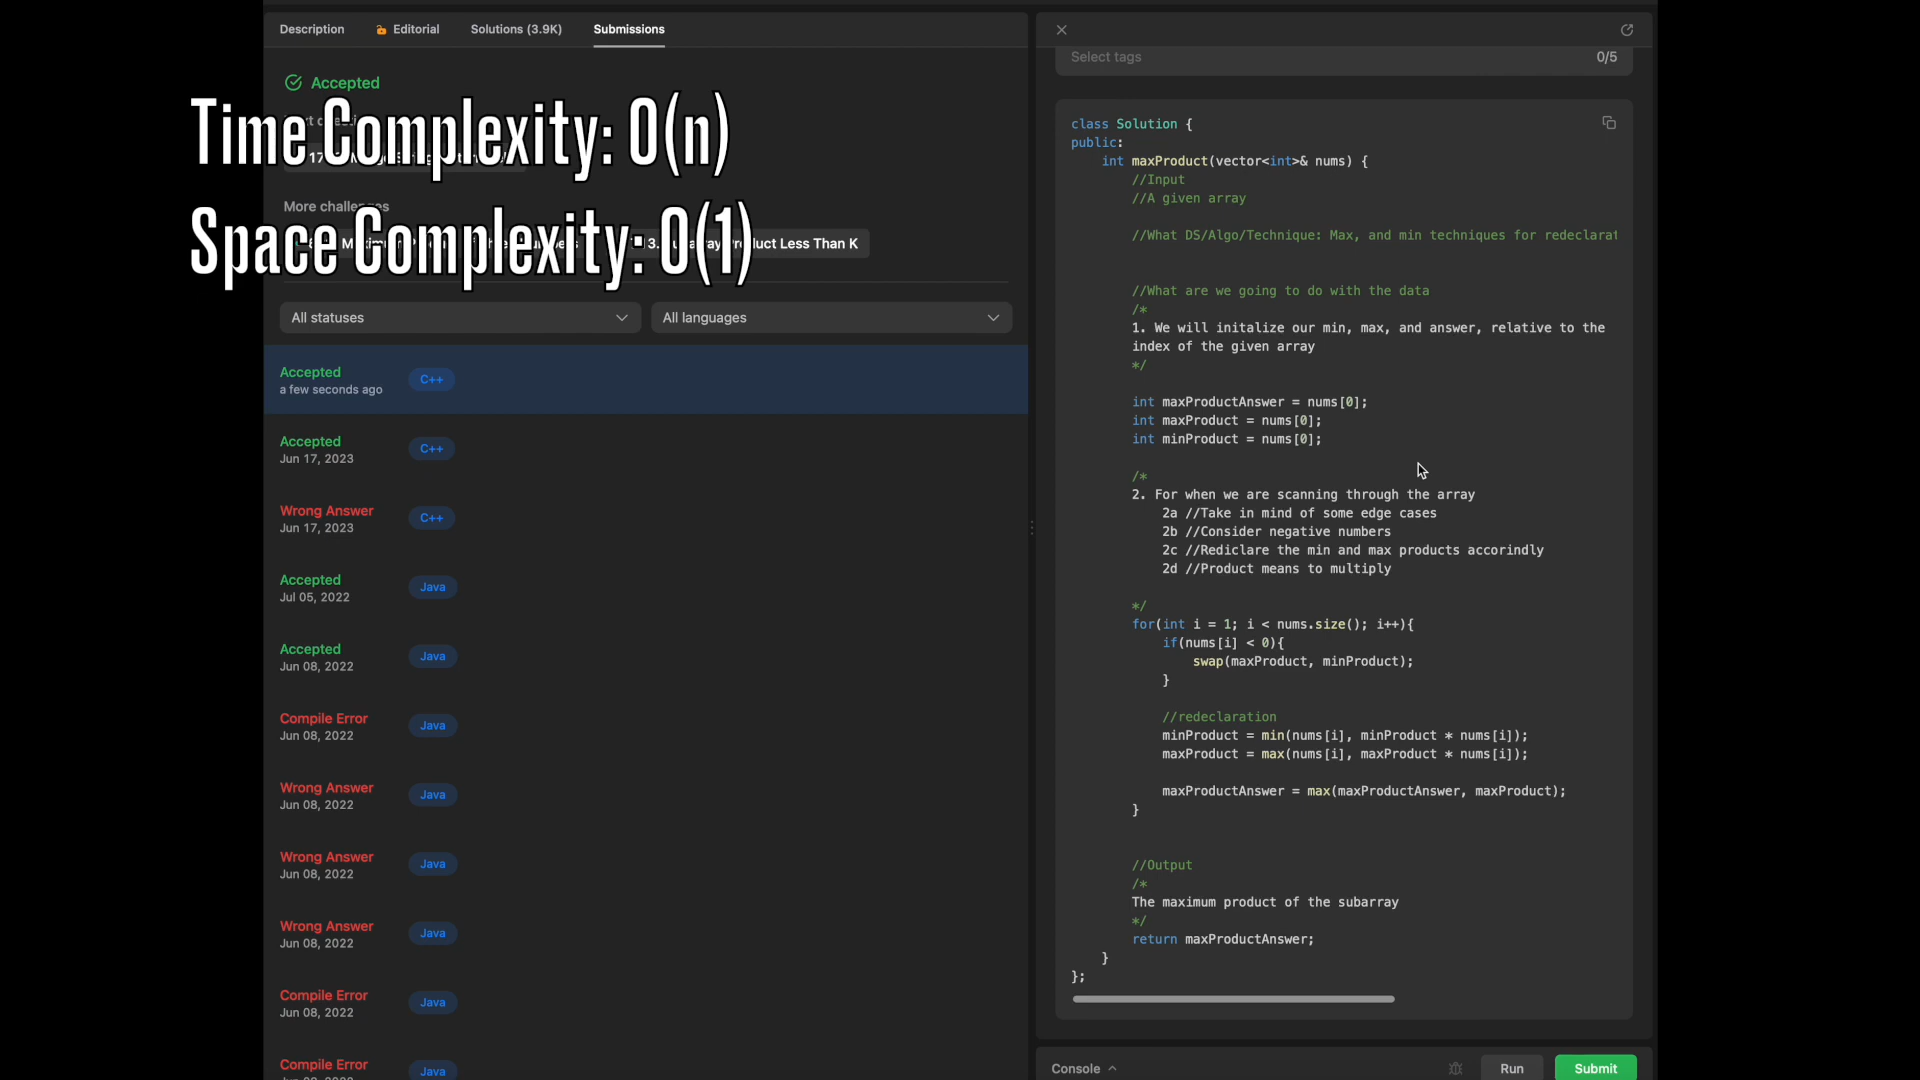 Description
Editorial
Solutions (3.9K)
Submissions
Accepted
Time Complexity: O(n)
More challenges
Space Complexity: O(1)
All statuses
All languages
Accepted
a few seconds ago
C++
Accepted
Jun 17, 2023
C++
Wrong Answer
Jun 17, 2023
C++
Accepted
Jul 05, 2022
Java
Accepted
Jun 08, 2022
Java
Compile Error
Jun 08, 2022
Java
Wrong Answer
Jun 08, 2022
Java
Wrong Answer
Jun 08, 2022
Java
Wrong Answer
Jun 08, 2022
Java
Compile Error
Jun 08, 2022
Java
Compile Error
Java
Select tags
0/5
class Solution {
public:
    int maxProduct(vector<int>& nums) {
        //Input
        //A given array
        //What DS/Algo/Technique: Max, and min techniques for redeclarat
        //What are we going to do with the data
        /*
        1. We will initalize our min, max, and answer, relative to the
        index of the given array
        */
        int maxProductAnswer = nums[0];
        int maxProduct = nums[0];
        int minProduct = nums[0];
        /*
        2. For when we are scanning through the array
            2a //Take in mind of some edge cases
            2b //Consider negative numbers
            2c //Rediclare the min and max products accorindly
            2d //Product means to multiply
        */
        for(int i = 1; i < nums.size(); i++){
            if(nums[i] < 0){
                swap(maxProduct, minProduct);
            }
            //redeclaration
            minProduct = min(nums[i], minProduct * nums[i]);
            maxProduct = max(nums[i], maxProduct * nums[i]);
            maxProductAnswer = max(maxProductAnswer, maxProduct);
        }
        //Output
        /*
        The maximum product of the subarray
        */
        return maxProductAnswer;
    }
};
Console
Run
Submit